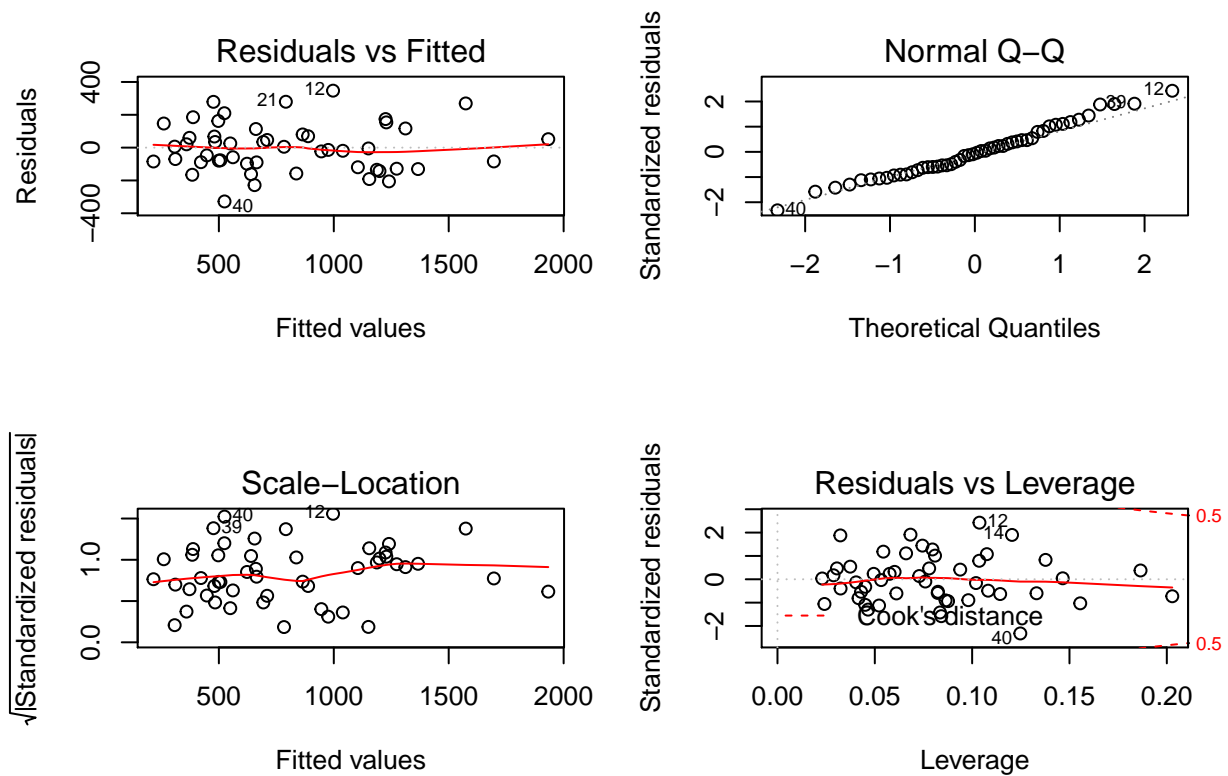 Residuals vs Fitted
Residuals
400
0
−400
21
12
40
500 1000 1500 2000
Fitted values
Normal Q−Q
Standardized residuals
2
0
−2
39
12
40
−2 −1 0 1 2
Theoretical Quantiles
Scale−Location
√|Standardized residuals|
1.0
0.0
40
39
12
500 1000 1500 2000
Fitted values
Residuals vs Leverage
Standardized residuals
2
0
−2
12
14
40
0.5
0.5
Cook's distance
0.00 0.05 0.10 0.15 0.20
Leverage